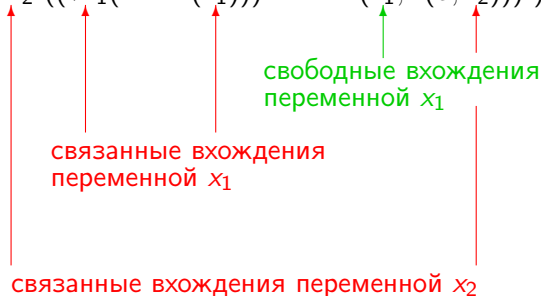 свободные вхождения
переменной x₁
связанные вхождения
переменной x₁
связанные вхождения переменной x₂